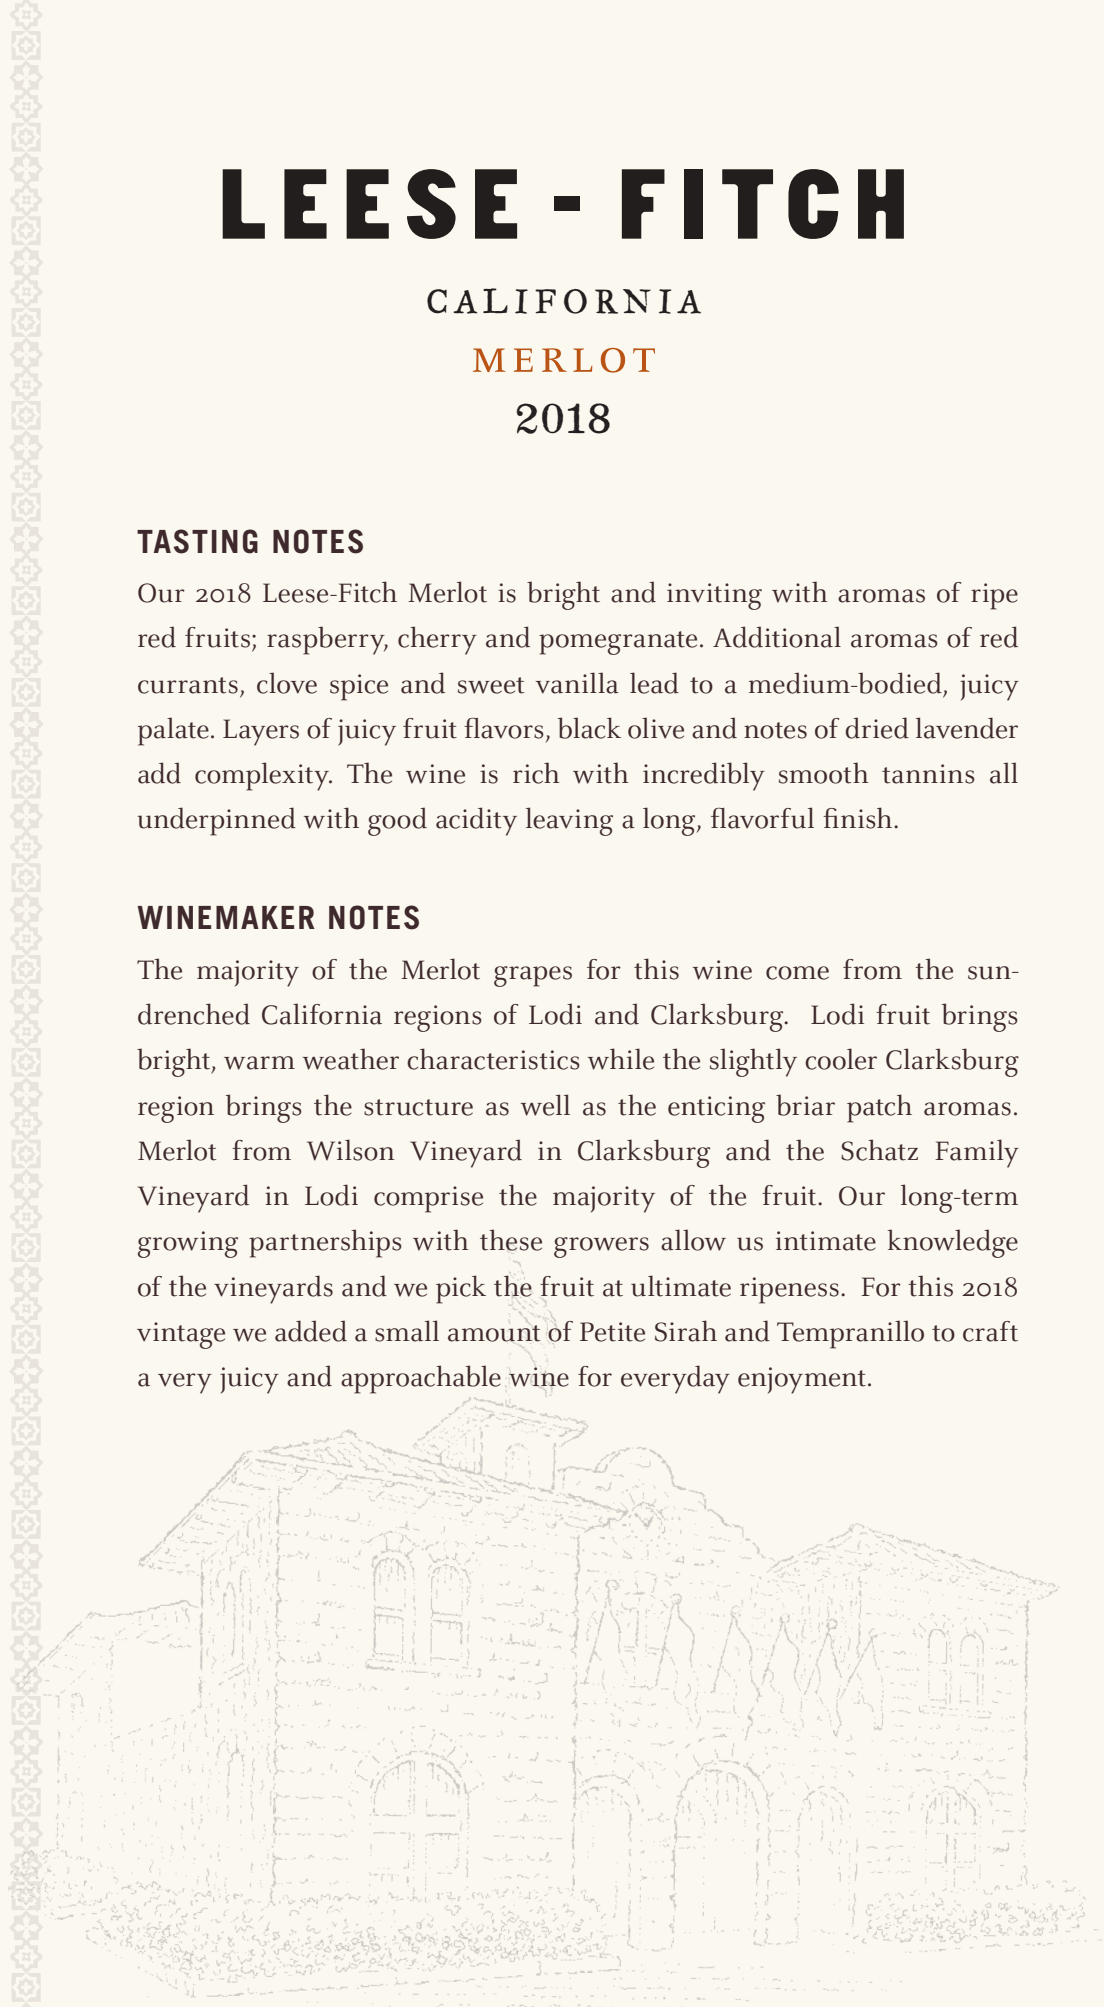 LEESE - FITCH
CALIFORNIA
MERLOT
2018
TASTING NOTES
Our 2018 Leese-Fitch Merlot is bright and inviting with aromas of ripe
red fruits; raspberry, cherry and pomegranate. Additional aromas of red
currants, clove spice and sweet vanilla lead to a medium-bodied, juicy
palate. Layers of juicy fruit flavors, black olive and notes of dried lavender
add complexity. The wine is rich with incredibly smooth tannins all
underpinned with good acidity leaving a long, flavorful finish.
WINEMAKER NOTES
The majority of the Merlot grapes for this wine come from the sun-
drenched California regions of Lodi and Clarksburg. Lodi fruit brings
bright, warm weather characteristics while the slightly cooler Clarksburg
region brings the structure as well as the enticing briar patch aromas.
Merlot from Wilson Vineyard in Clarksburg and the Schatz Family
Vineyard in Lodi comprise the majority of the fruit. Our long-term
growing partnerships with these growers allow us intimate knowledge
of the vineyards and we pick the fruit at ultimate ripeness. For this 2018
vintage we added a small amount of Petite Sirah and Tempranillo to craft
a very juicy and approachable wine for everyday enjoyment.